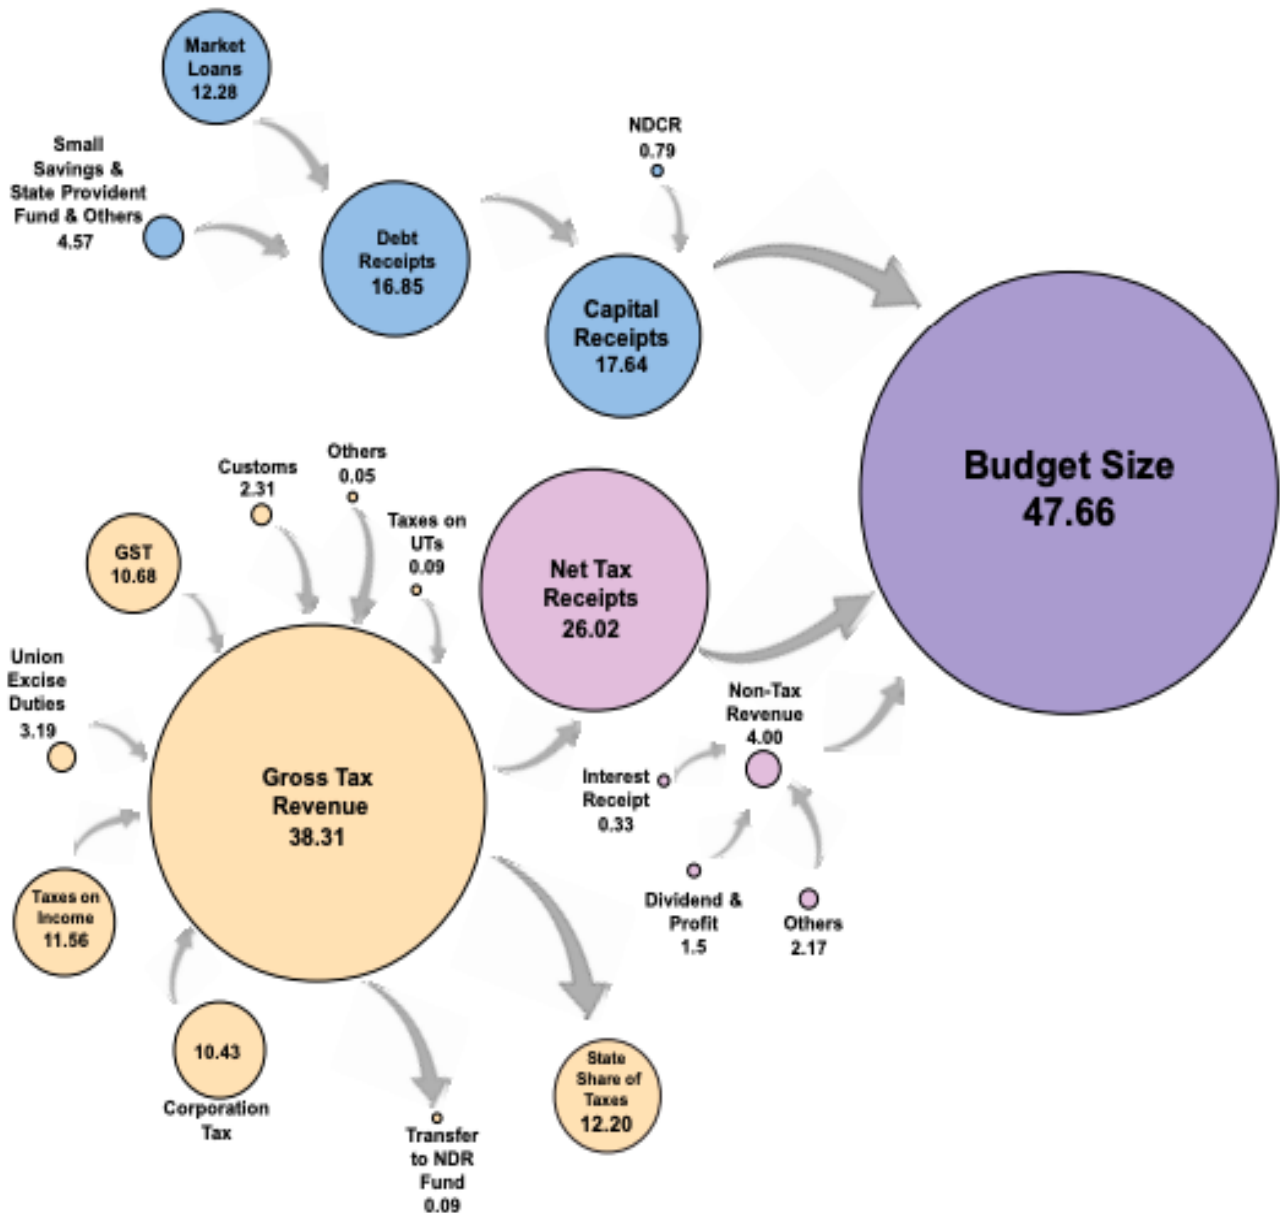 Market
Loans
12.28
Small
Savings &
State Provident
Fund & Others
4.57
Debt
Receipts
16.85
NDCR
0.79
Capital
Receipts
17.64
Budget Size
47.66
Customs
2.31
Others
0.05
Taxes on
UTs
0.09
GST
10.68
Union
Excise
Duties
3.19
Net Tax
Receipts
26.02
Non-Tax
Revenue
4.00
Interest
Receipt
0.33
Dividend &
Profit
1.5
Others
2.17
Gross Tax
Revenue
38.31
Taxes on
Income
11.56
10.43
Corporation
Tax
Transfer
to NDR
Fund
0.09
State
Share of
Taxes
12.20